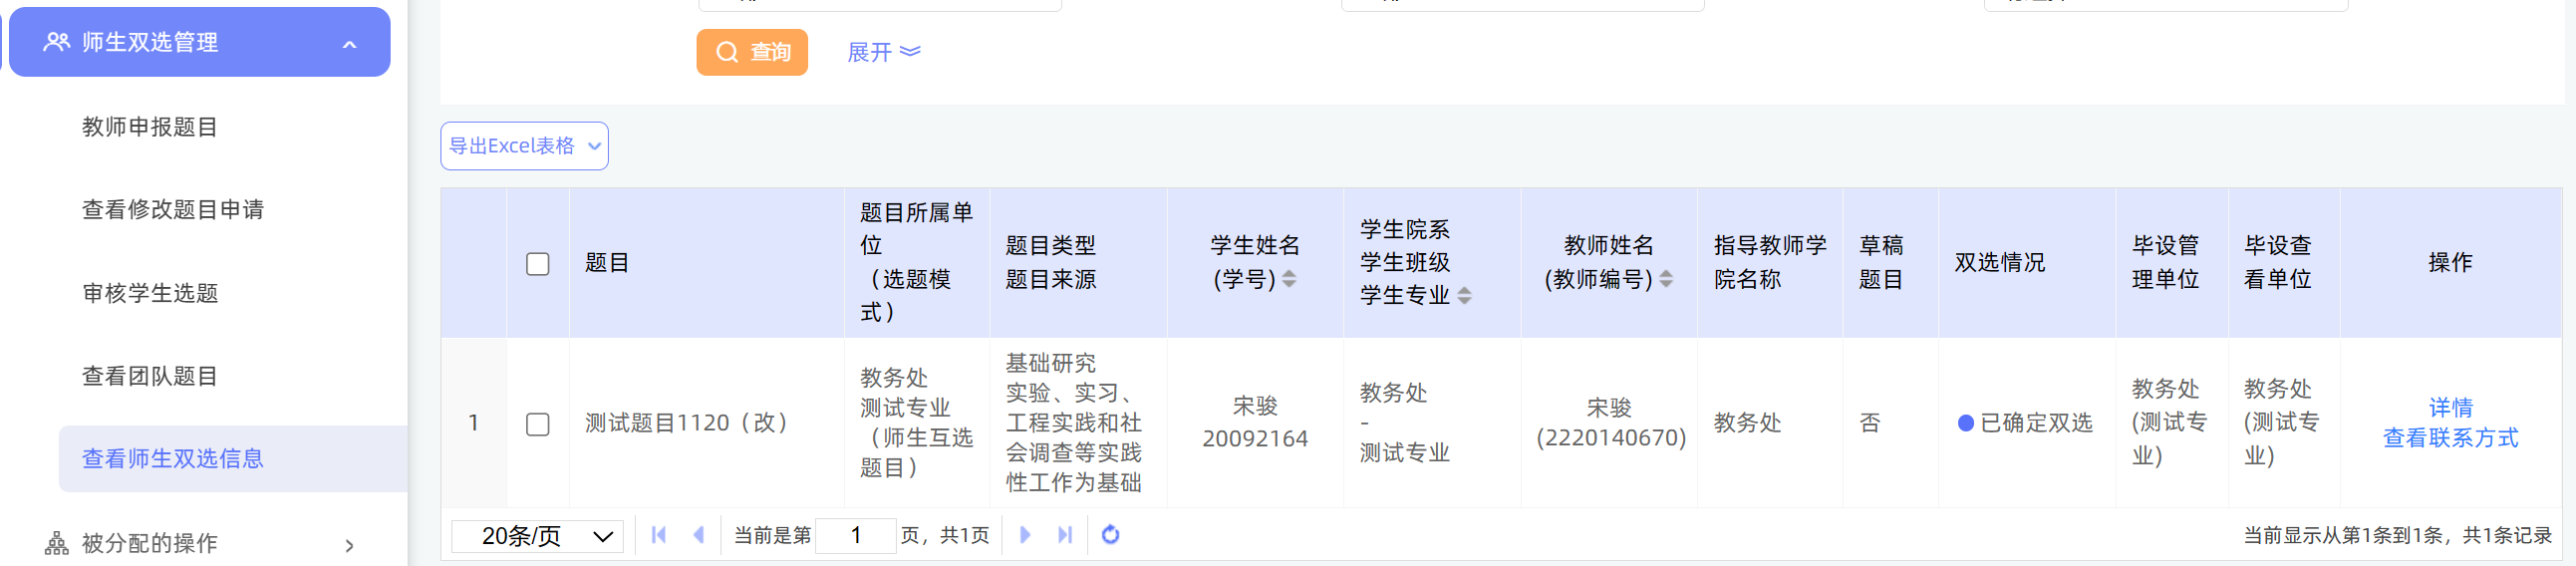 师生双选管理
教师申报题目
查看修改题目申请
审核学生选题
查看团队题目
查看师生双选信息
被分配的操作
查询
展开
导出Excel表格
题目
题目所属单
位
（选题模
式）
题目类型
题目来源
学生姓名
(学号)
学生院系
学生班级
学生专业
教师姓名
(教师编号)
指导教师学
院名称
草稿
题目
双选情况
毕设管
理单位
毕设查
看单位
操作
1
测试题目1120（改）
教务处
测试专业
（师生互选
题目）
基础研究
实验、实习、
工程实践和社
会调查等实践
性工作为基础
宋骏
20092164
教务处
-
测试专业
宋骏
(2220140670)
教务处
否
已确定双选
教务处
(测试专
业)
教务处
(测试专
业)
详情
查看联系方式
20条/页
当前是第 1 页，共1页
当前显示从第1条到1条，共1条记录